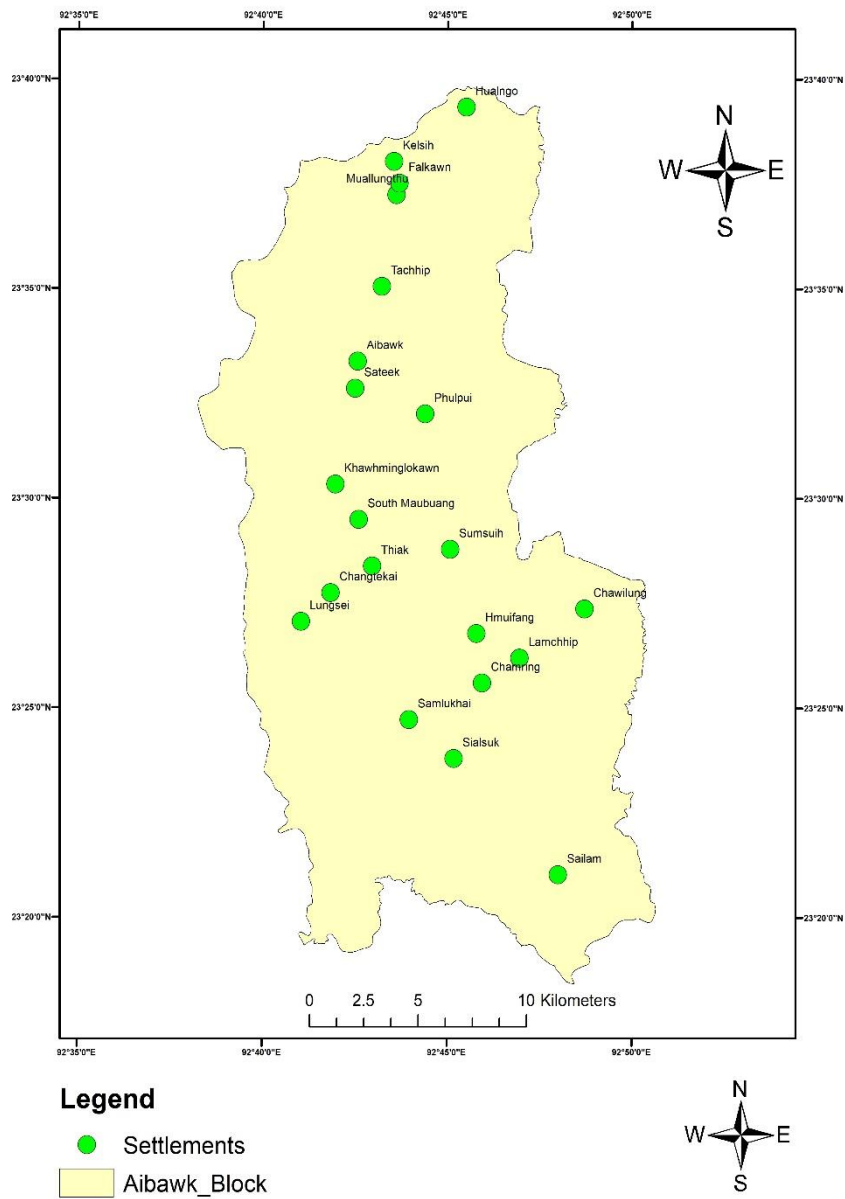 92°35'0"E 92°40'0"E 92°45'0"E 92°50'0"E
23°40'0"N 23°40'0"N
Hualngo
N
W E
S
Kelsih
Falkawn
Muallungthu
Tachhip
23°35'0"N 23°35'0"N
Aibawk
Sateek
Phulpui
Khawhminglokawn
23°30'0"N 23°30'0"N
South Maubuang
Sumsuih
Thiak
Changtekai
Chawilung
Lungsei
Hmuifang
Lamchhip
Chamring
23°25'0"N 23°25'0"N
Samlukhai
Sialsuk
Sailam
23°20'0"N 23°20'0"N
0 2.5 5 10 Kilometers
92°35'0"E 92°40'0"E 92°45'0"E 92°50'0"E
Legend
Settlements
Aibawk_Block
N
W E
S